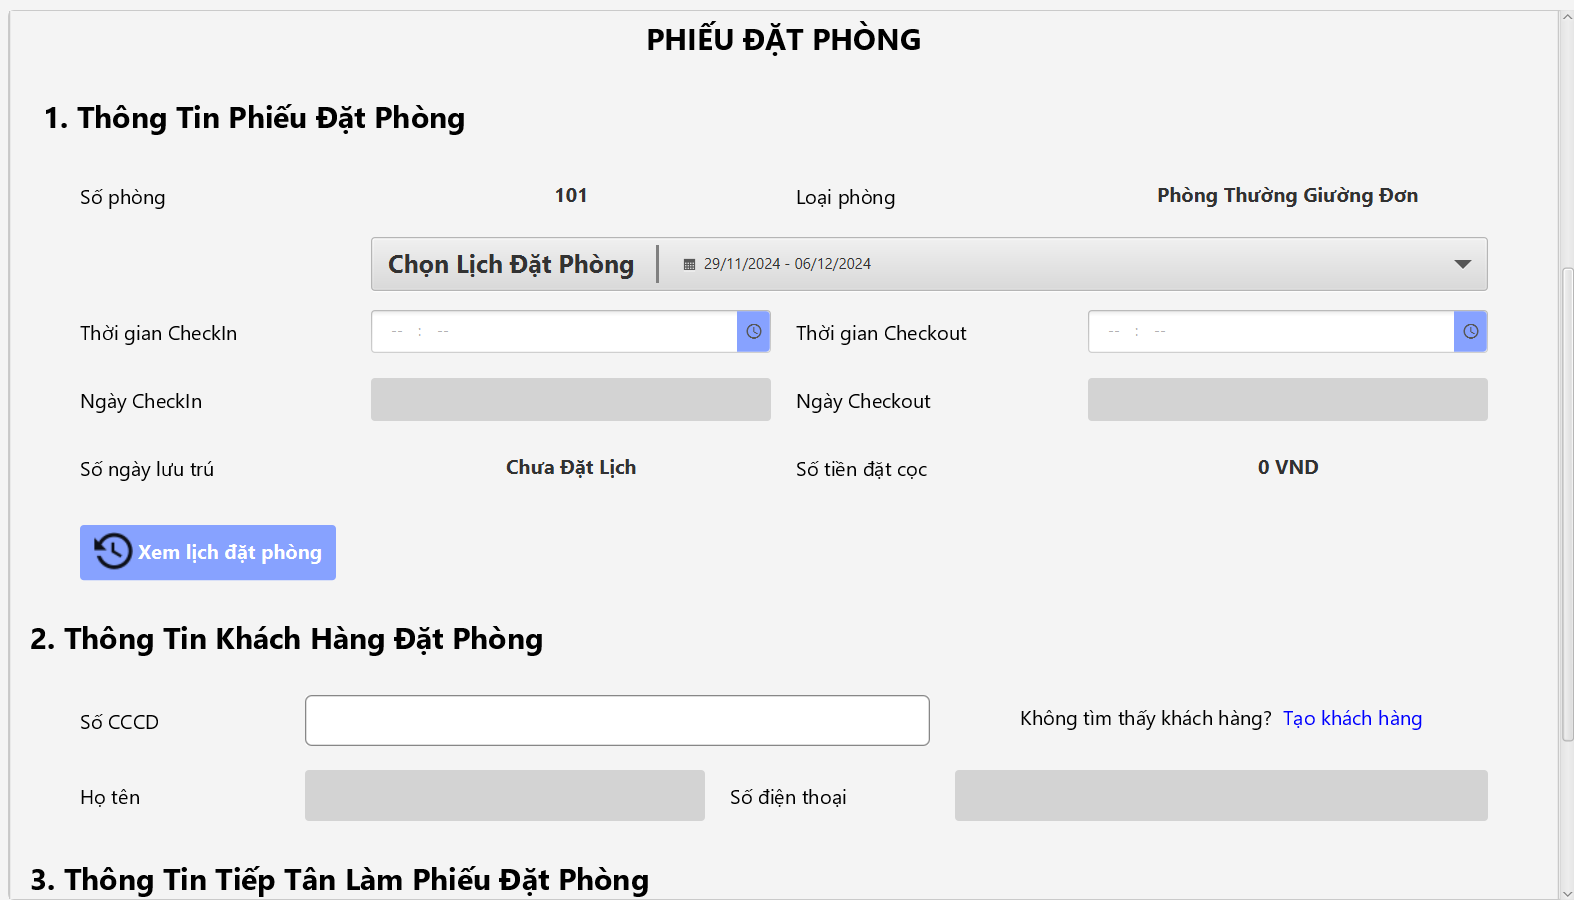 PHIẾU ĐẶT PHÒNG
1. Thông Tin Phiếu Đặt Phòng
Số phòng 101 Loại phòng Phòng Thường Giường Đơn
Chọn Lịch Đặt Phòng 29/11/2024 - 06/12/2024
Thời gian CheckIn -- : -- Thời gian Checkout -- : --
Ngày CheckIn Ngày Checkout
Số ngày lưu trú Chưa Đặt Lịch Số tiền đặt cọc 0 VND
Xem lịch đặt phòng
2. Thông Tin Khách Hàng Đặt Phòng
Số CCCD Không tìm thấy khách hàng? Tạo khách hàng
Họ tên Số điện thoại
3. Thông Tin Tiếp Tân Làm Phiếu Đặt Phòng